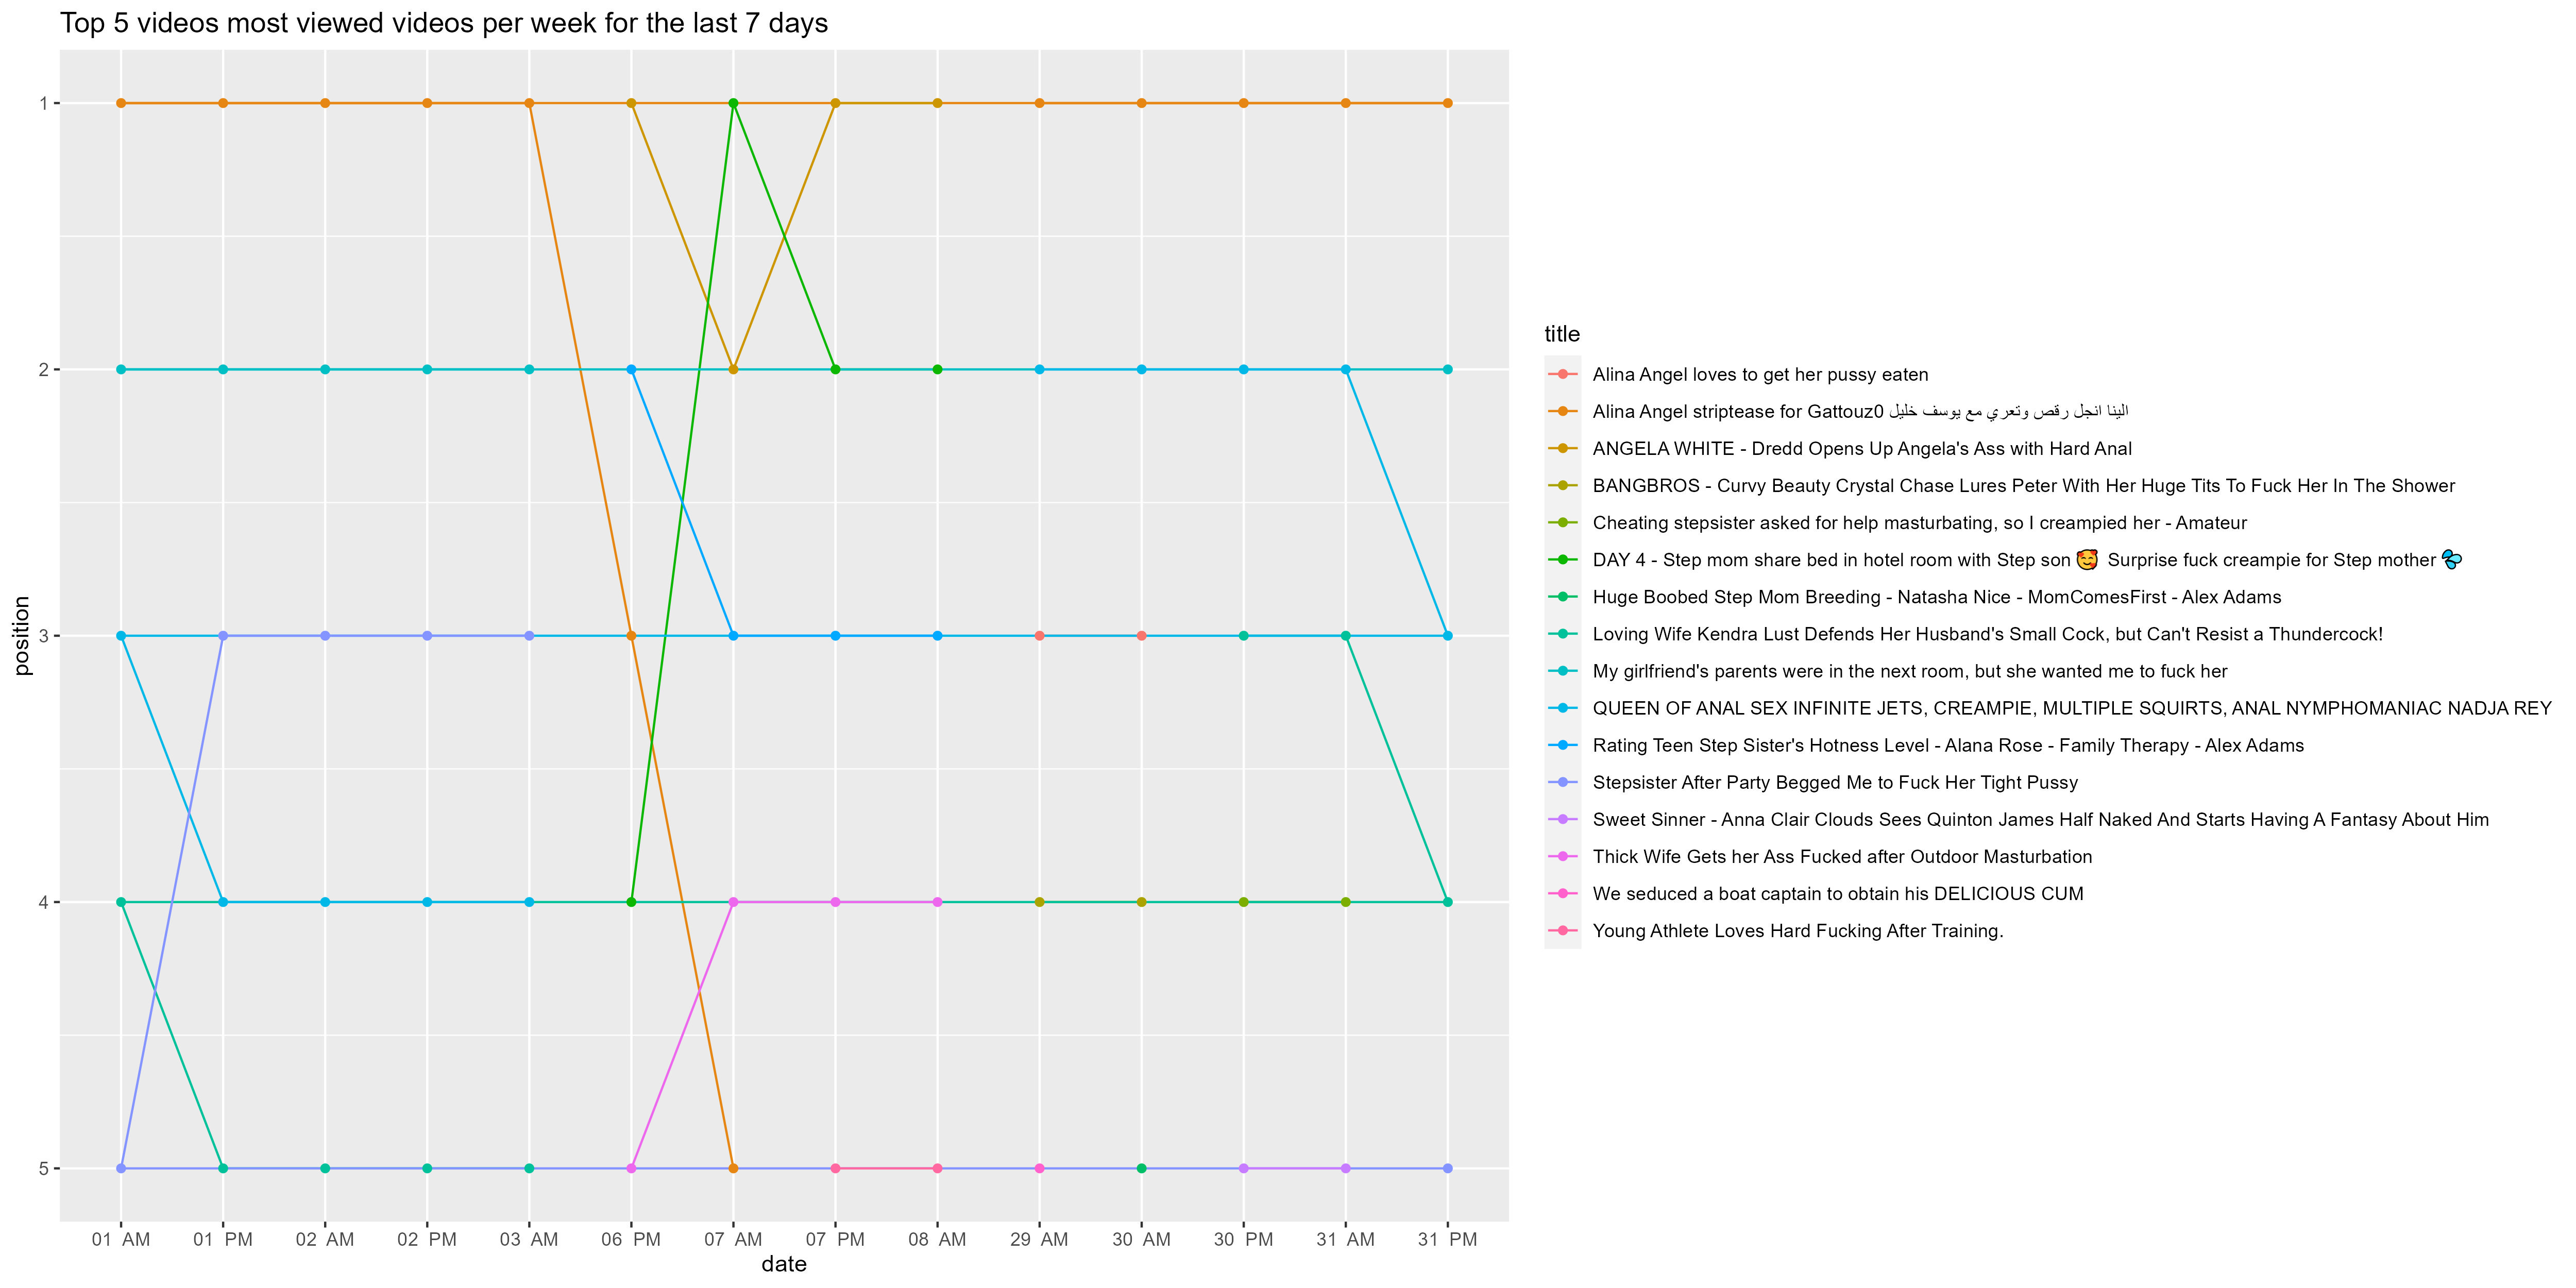 Top 5 videos most viewed videos per week for the last 7 days
position
1
2
3
4
5
01 AM
01 PM
02 AM
02 PM
03 AM
06 PM
07 AM
07 PM
08 AM
29 AM
30 AM
30 PM
31 AM
31 PM
date
title
Alina Angel loves to get her pussy eaten
Alina Angel striptease for Gattouz0 الينا انجل رقص وتعري مع يوسف خليل
ANGELA WHITE - Dredd Opens Up Angela's Ass with Hard Anal
BANGBROS - Curvy Beauty Crystal Chase Lures Peter With Her Huge Tits To Fuck Her In The Shower
Cheating stepsister asked for help masturbating, so I creampied her - Amateur
DAY 4 - Step mom share bed in hotel room with Step son 🥰 Surprise fuck creampie for Step mother 💦
Huge Boobed Step Mom Breeding - Natasha Nice - MomComesFirst - Alex Adams
Loving Wife Kendra Lust Defends Her Husband's Small Cock, but Can't Resist a Thundercock!
My girlfriend's parents were in the next room, but she wanted me to fuck her
QUEEN OF ANAL SEX INFINITE JETS, CREAMPIE, MULTIPLE SQUIRTS, ANAL NYMPHOMANIAC NADJA REY
Rating Teen Step Sister's Hotness Level - Alana Rose - Family Therapy - Alex Adams
Stepsister After Party Begged Me to Fuck Her Tight Pussy
Sweet Sinner - Anna Clair Clouds Sees Quinton James Half Naked And Starts Having A Fantasy About Him
Thick Wife Gets her Ass Fucked after Outdoor Masturbation
We seduced a boat captain to obtain his DELICIOUS CUM
Young Athlete Loves Hard Fucking After Training.